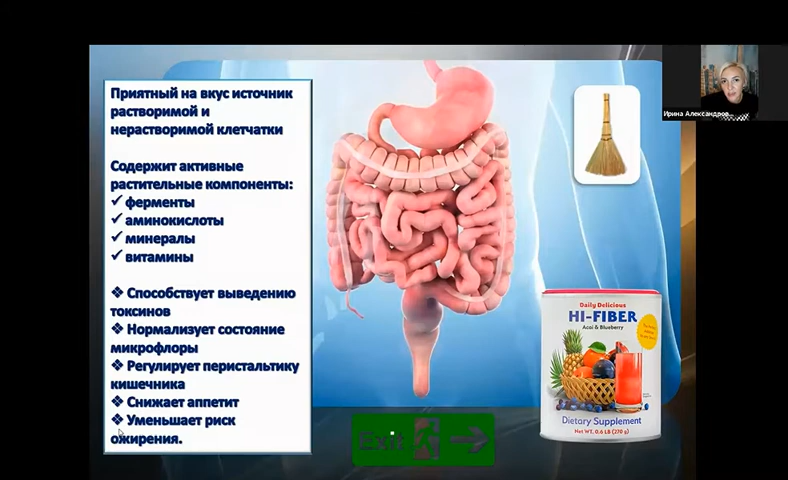 Приятный на вкус источник
растворимой и
нерастворимой клетчатки
Содержит активные
растительные компоненты:
✓ ферменты
✓ аминокислоты
✓ минералы
✓ витамины
❖ Способствует выведению
токсинов
❖ Нормализует состояние
микрофлоры
❖ Регулирует перистальтику
кишечника
❖ Снижает аппетит
❖ Уменьшает риск
ожирения.
Ирина Александров...
Daily Delicious
HI-FIBER
Acai & Blueberry
Dietary Supplement
Net WT. 0.6 LB (270 g)
Exit